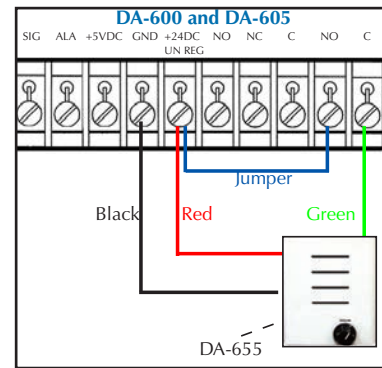 DA-600 and DA-605
SIG ALA +5VDC GND +24DC NO NC C NO C
UN REG
Jumper
Black Red Green
DA-655